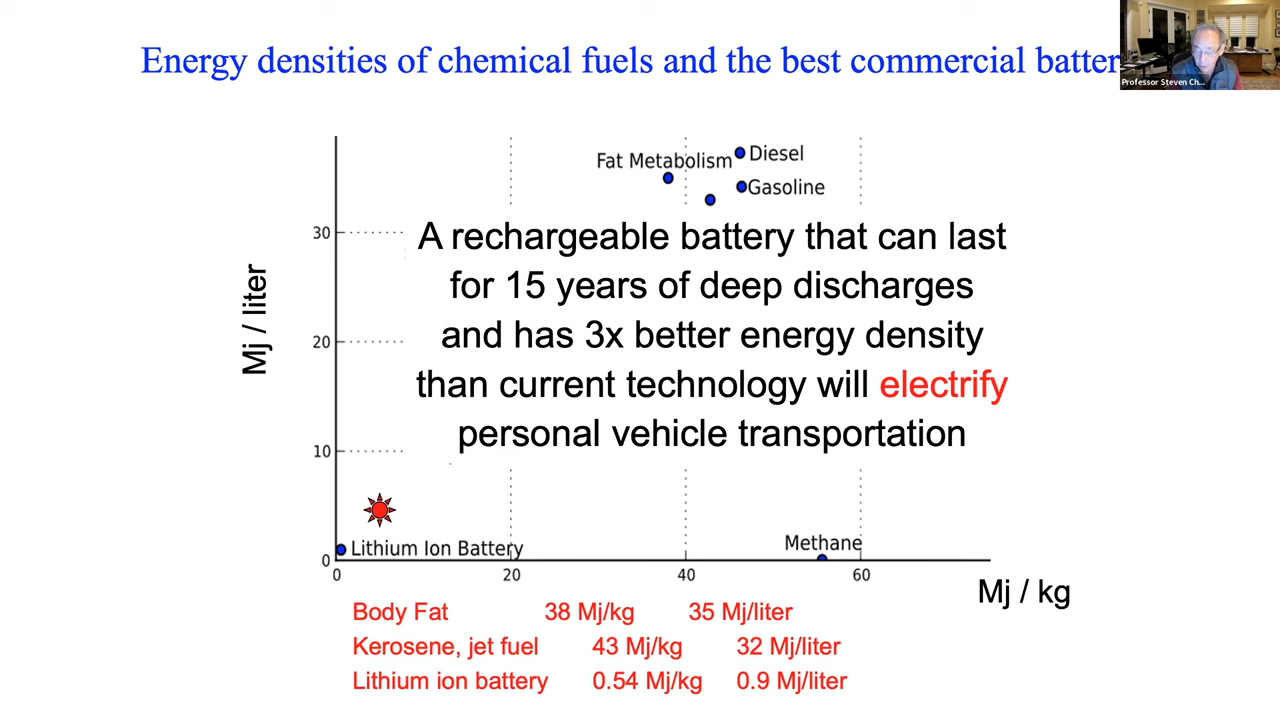 Energy densities of chemical fuels and the best commercial batter
Professor Steven Ch...
Fat Metabolism
Diesel
Gasoline
30
20
10
0
Mj / liter
A rechargeable battery that can last
for 15 years of deep discharges
and has 3x better energy density
than current technology will electrify
personal vehicle transportation
Lithium Ion Battery
Methane
0
20
40
60
Mj / kg
Body Fat 38 Mj/kg 35 Mj/liter
Kerosene, jet fuel 43 Mj/kg 32 Mj/liter
Lithium ion battery 0.54 Mj/kg 0.9 Mj/liter